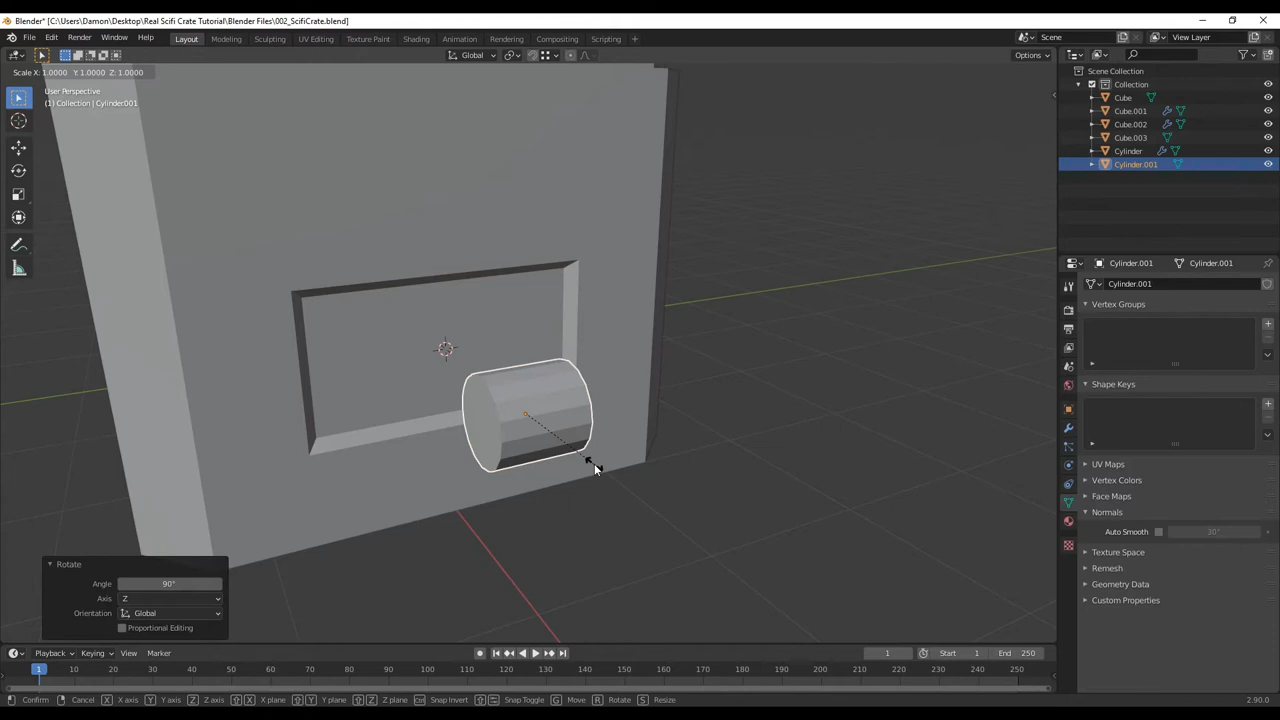 Blender* [C:\Users\Damon\Desktop\Real Scifi Crate Tutorial\Blender Files\002_ScifiCrate.blend]
File Edit Render Window Help Layout Modeling Sculpting UV Editing Texture Paint Shading Animation Rendering Compositing Scripting Scene View Layer
Global Options
Scale X: 1.0000 Y: 1.0000 Z: 1.0000
User Perspective
(1) Collection | Cylinder.001
Scene Collection
Collection
Cube
Cube.001
Cube.002
Cube.003
Cylinder
Cylinder.001
Cylinder.001 Cylinder.001
Cylinder.001
Vertex Groups
Shape Keys
UV Maps
Vertex Colors
Face Maps
Normals
Auto Smooth 30°
Texture Space
Remesh
Geometry Data
Custom Properties
Rotate
Angle 90°
Axis Z
Orientation Global
Proportional Editing
Playback Keying View Marker 1 Start 1 End 250
1 10 20 30 40 50 60 70 80 90 100 110 120 130 140 150 160 170 180 190 200 210 220 230 240 250
Confirm Cancel X X axis Y Y axis Z Z axis X X plane Y Y plane Z Z plane Ctrl Snap Invert Snap Toggle G Move R Rotate S Resize 2.90.0